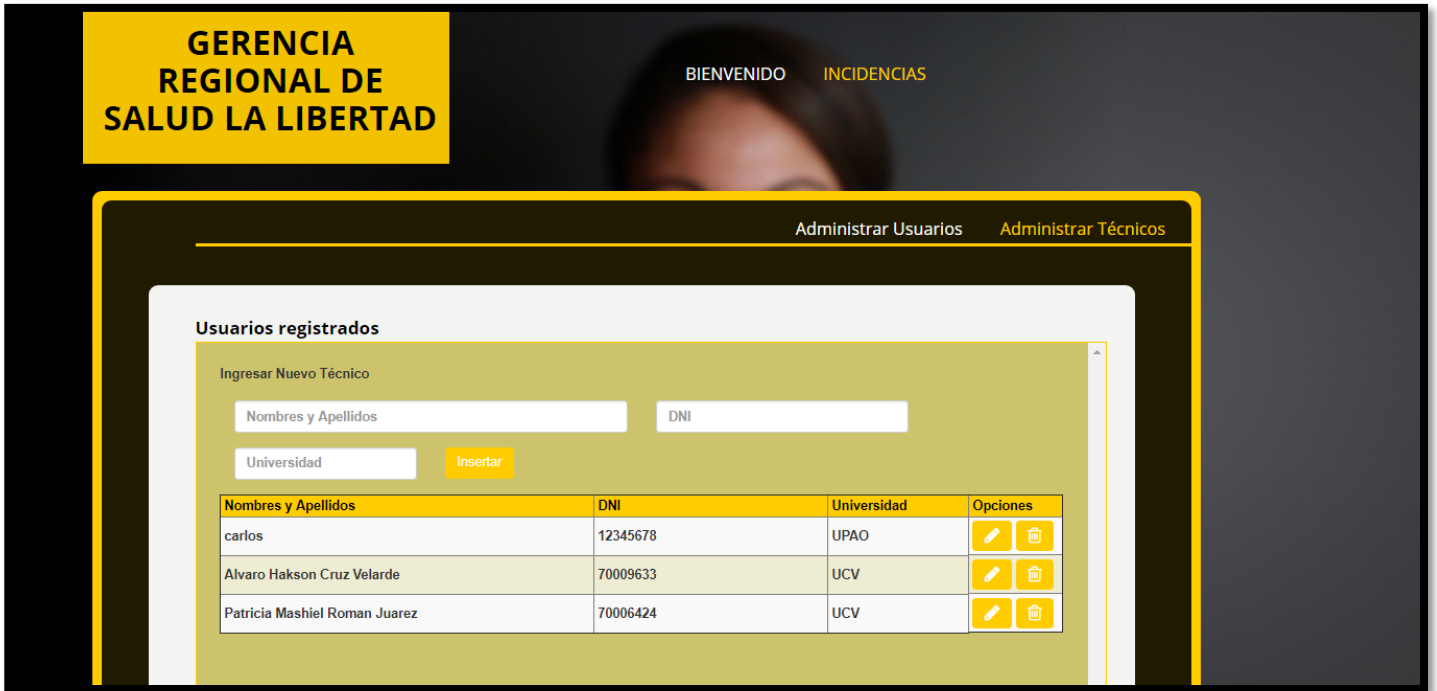 GERENCIA
REGIONAL DE
SALUD LA LIBERTAD
BIENVENIDO INCIDENCIAS
Administrar Usuarios Administrar Técnicos
Usuarios registrados
Ingresar Nuevo Técnico
Nombres y Apellidos DNI
Universidad Insertar
Nombres y Apellidos DNI Universidad Opciones
carlos 12345678 UPAO
Alvaro Hakson Cruz Velarde 70009633 UCV
Patricia Mashiel Roman Juarez 70006424 UCV